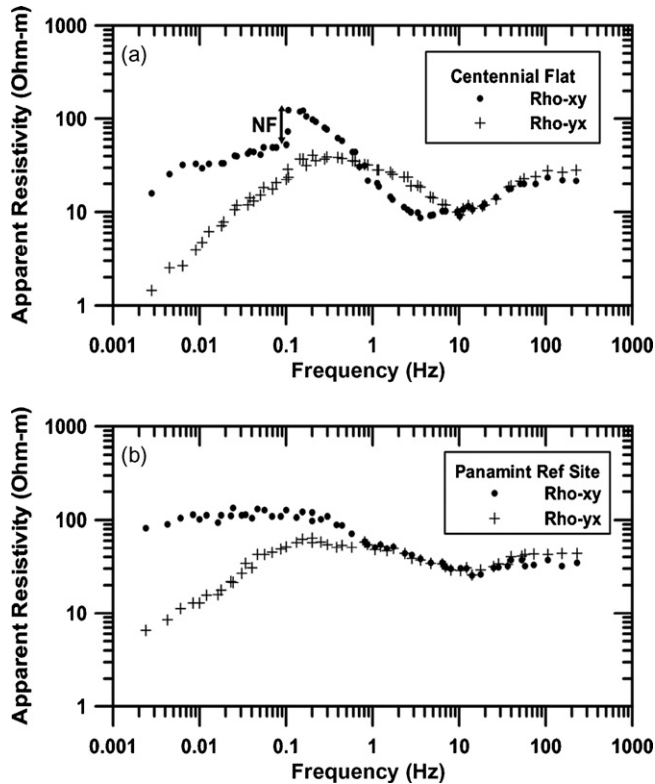 (a)
Centennial Flat
Rho-xy
Rho-yx
NF
Apparent Resistivity (Ohm-m)
1000
100
10
1
0.001 0.01 0.1 1 10 100 1000
Frequency (Hz)
(b)
Panamint Ref Site
Rho-xy
Rho-yx
Apparent Resistivity (Ohm-m)
1000
100
10
1
0.001 0.01 0.1 1 10 100 1000
Frequency (Hz)